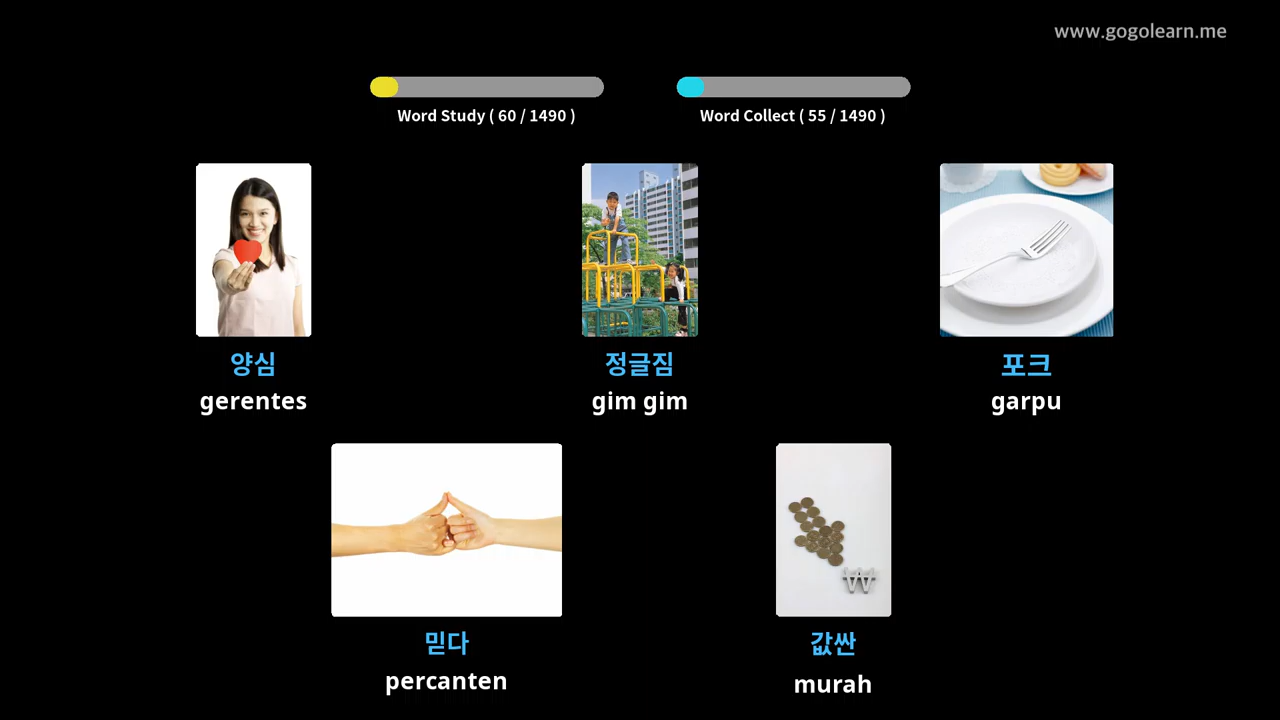 www.gogolearn.me
Word Study ( 60 / 1490 )
Word Collect ( 55 / 1490 )
양심
gerentes
정글짐
gim gim
포크
garpu
믿다
percanten
값싼
murah